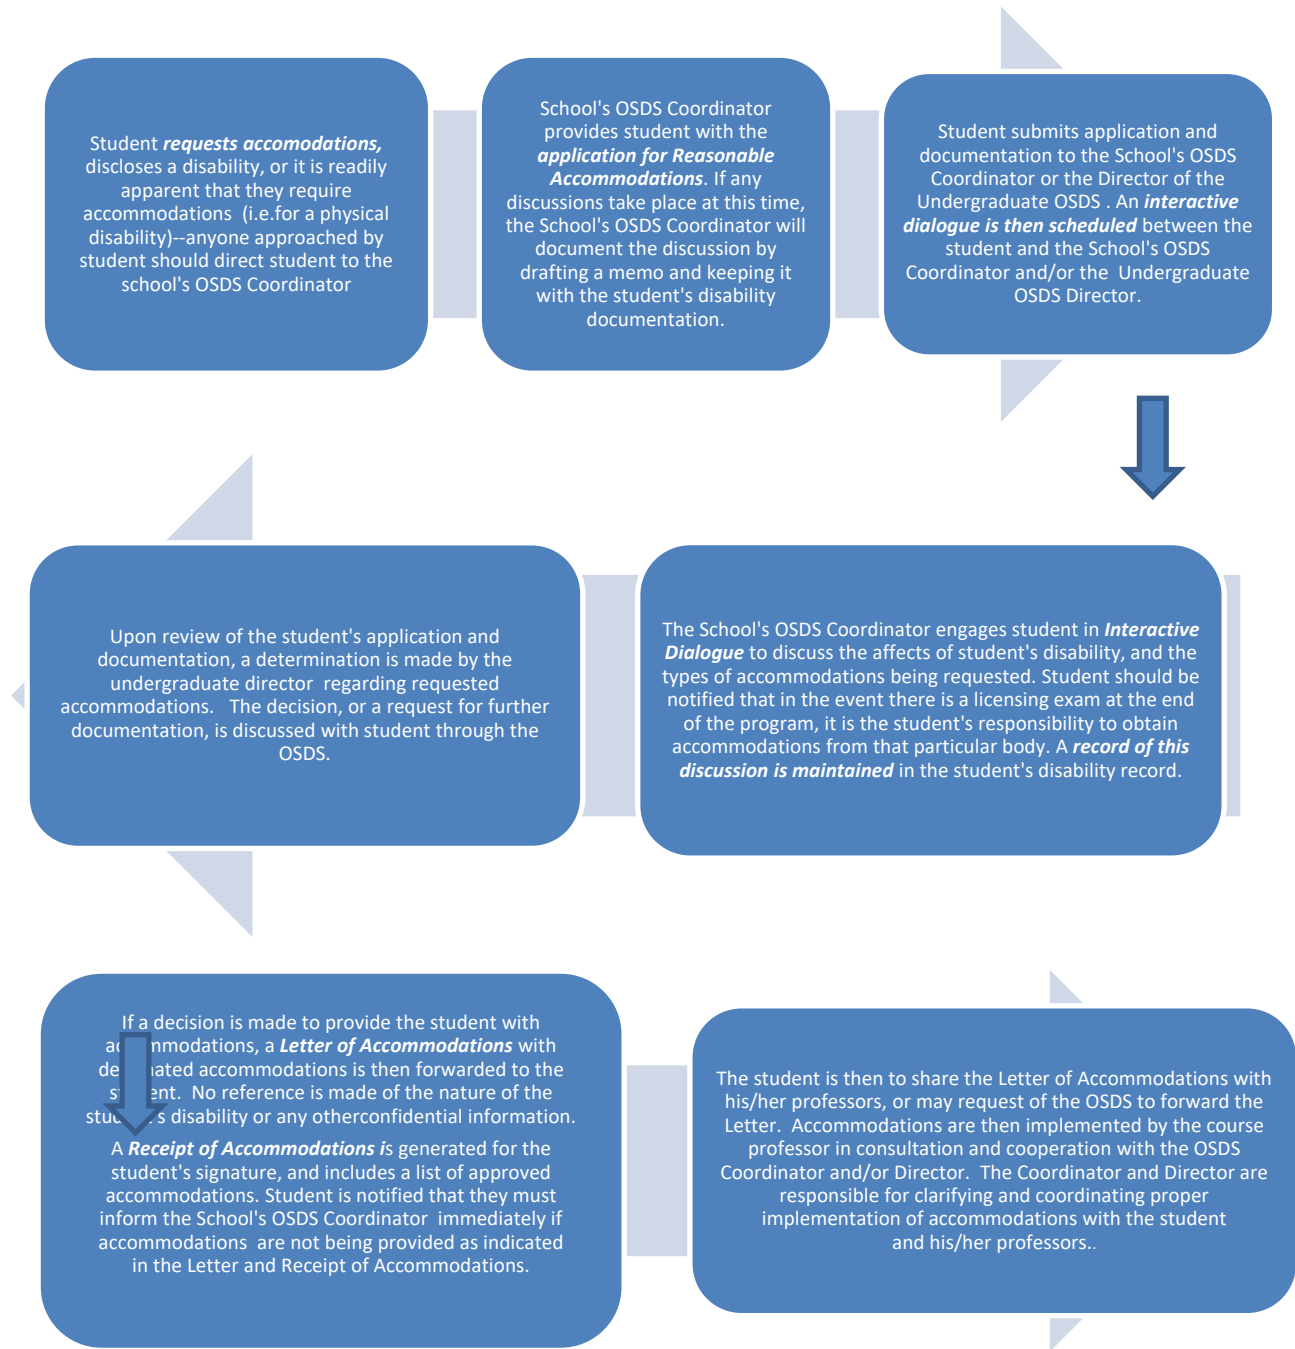 Student requests accomodations,
discloses a disability, or it is readily
apparent that they require
accommodations (i.e.for a physical
disability)--anyone approached by
student should direct student to the
school's OSDS Coordinator
School's OSDS Coordinator
provides student with the
application for Reasonable
Accommodations. If any
discussions take place at this time,
the School's OSDS Coordinator will
document the discussion by
drafting a memo and keeping it
with the student's disability
documentation.
Student submits application and
documentation to the School's OSDS
Coordinator or the Director of the
Undergraduate OSDS . An interactive
dialogue is then scheduled between the
student and the School's OSDS
Coordinator and/or the Undergraduate
OSDS Director.
The School's OSDS Coordinator engages student in Interactive
Dialogue to discuss the affects of student's disability, and the
types of accommodations being requested. Student should be
notified that in the event there is a licensing exam at the end
of the program, it is the student's responsibility to obtain
accommodations from that particular body. A record of this
discussion is maintained in the student's disability record.
Upon review of the student's application and
documentation, a determination is made by the
undergraduate director regarding requested
accommodations. The decision, or a request for further
documentation, is discussed with student through the
OSDS.
If a decision is made to provide the student with
accommodations, a Letter of Accommodations with
designated accommodations is then forwarded to the
student. No reference is made of the nature of the
student's disability or any otherconfidential information.
A Receipt of Accommodations is generated for the
student's signature, and includes a list of approved
accommodations. Student is notified that they must
inform the School's OSDS Coordinator immediately if
accommodations are not being provided as indicated
in the Letter and Receipt of Accommodations.
The student is then to share the Letter of Accommodations with
his/her professors, or may request of the OSDS to forward the
Letter. Accommodations are then implemented by the course
professor in consultation and cooperation with the OSDS
Coordinator and/or Director. The Coordinator and Director are
responsible for clarifying and coordinating proper
implementation of accommodations with the student
and his/her professors..